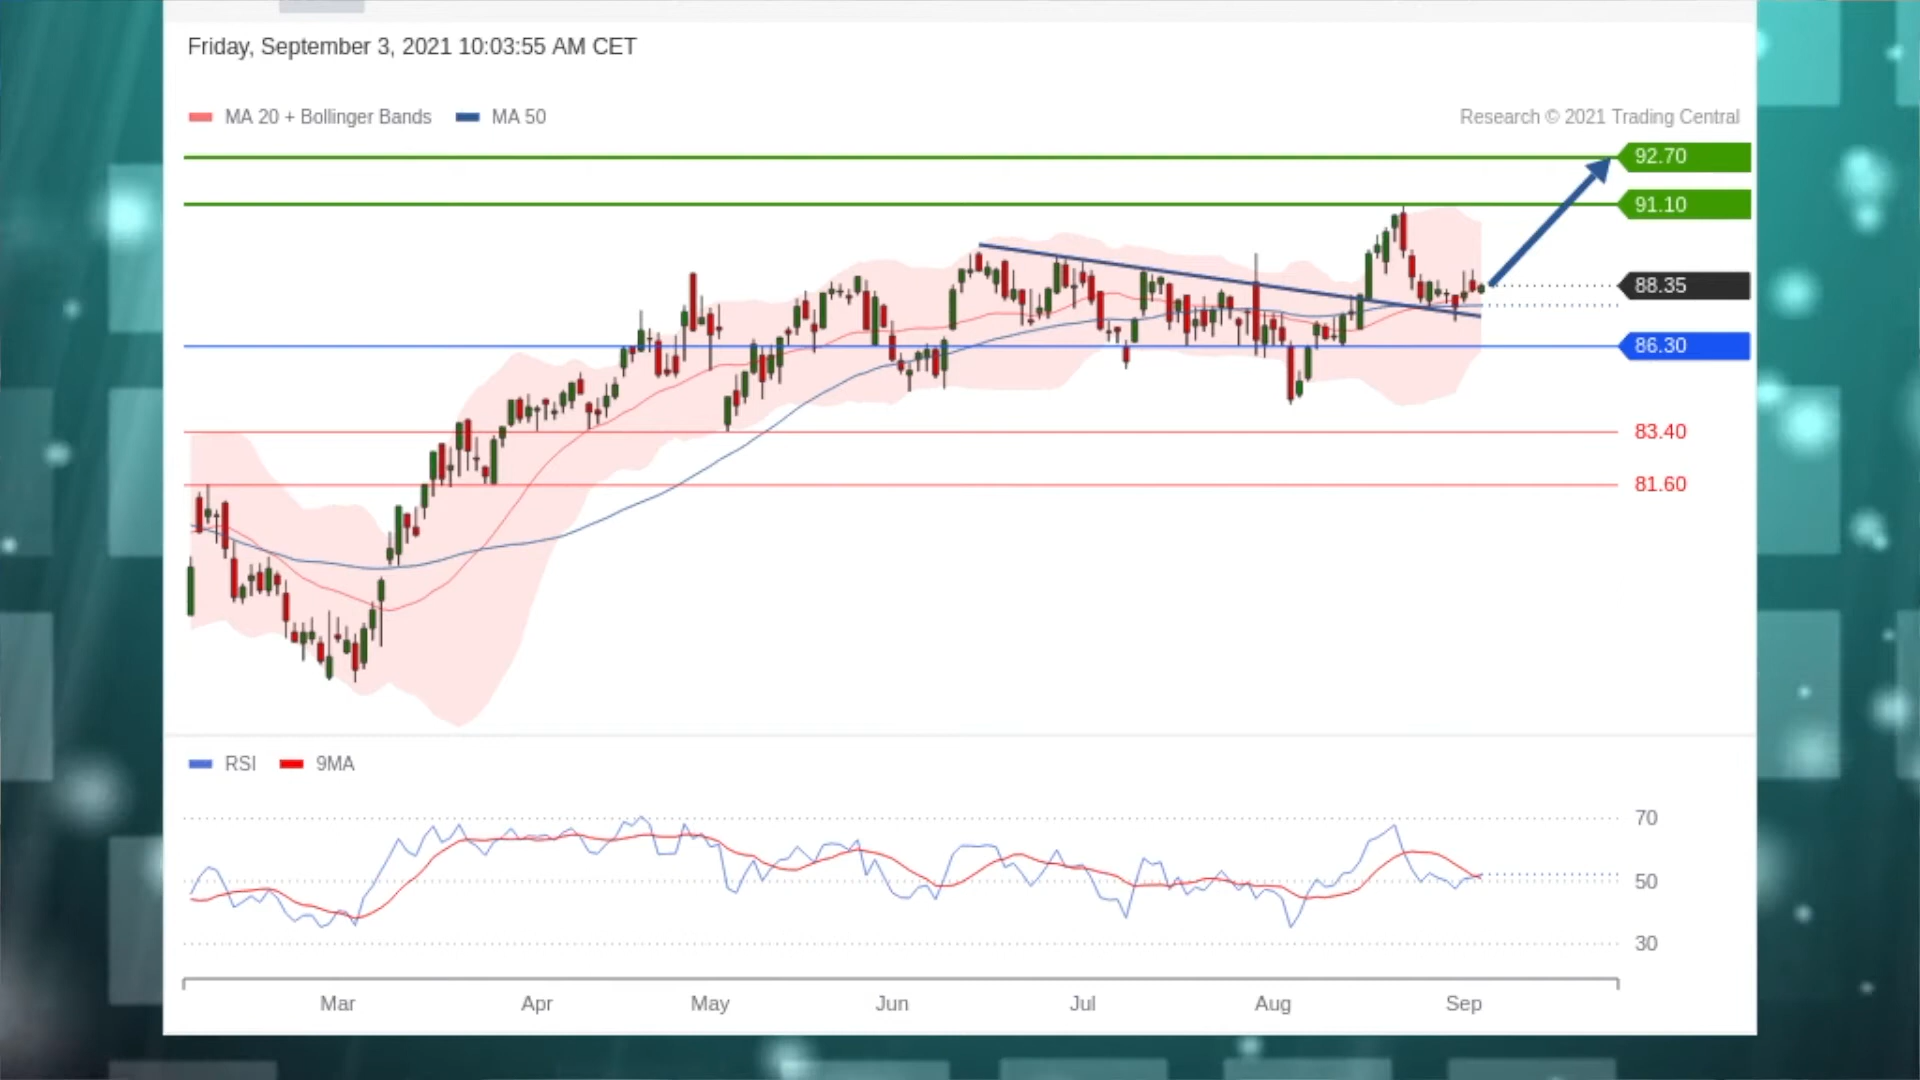 Friday, September 3, 2021 10:03:55 AM CET
MA 20 + Bollinger Bands MA 50
Research © 2021 Trading Central
92.70
91.10
88.35
86.30
83.40
81.60
RSI 9MA
70
50
30
Mar Apr May Jun Jul Aug Sep